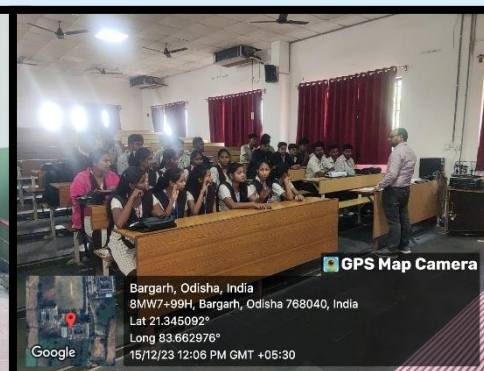 GPS Map Camera
Bargarh, Odisha, India
8MW7+99H, Bargarh, Odisha 768040, India
Lat 21.345092°
Long 83.662976°
15/12/23 12:06 PM GMT +05:30
Google